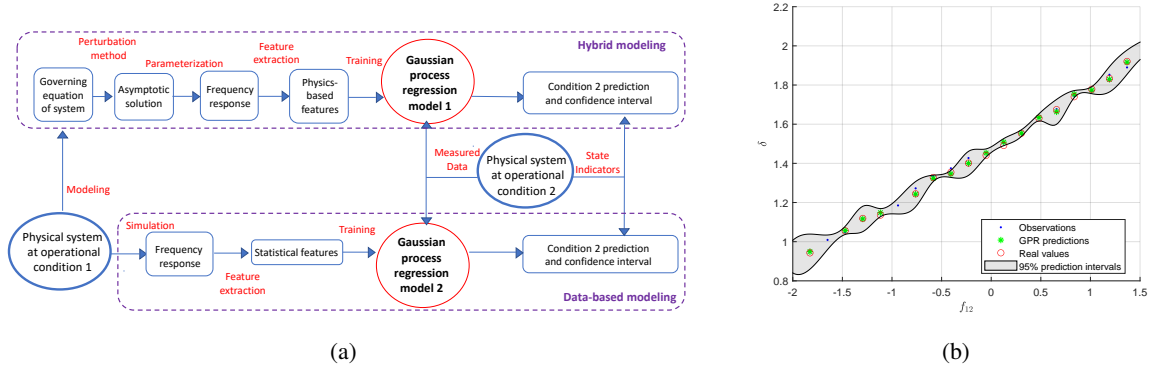 Hybrid modeling
Perturbation
method
Parameterization
Feature
extraction
Training
Governing
equation
of system
Asymptotic
solution
Frequency
response
Physics-
based
features
Gaussian
process
regression
model 1
Condition 2 prediction
and confidence interval
Modeling
Measured
Data
Physical system
at operational
condition 2
State
Indicators
Physical system
at operational
condition 1
Simulation
Frequency
response
Feature
extraction
Statistical features
Training
Gaussian
process
regression
model 2
Condition 2 prediction
and confidence interval
Data-based modeling
(a)
2.2
2
1.8
1.6
1.4
1.2
1
0.8
δ
-2
-1.5
-1
-0.5
0
0.5
1
1.5
f12
Observations
GPR predictions
Real values
95% prediction intervals
(b)